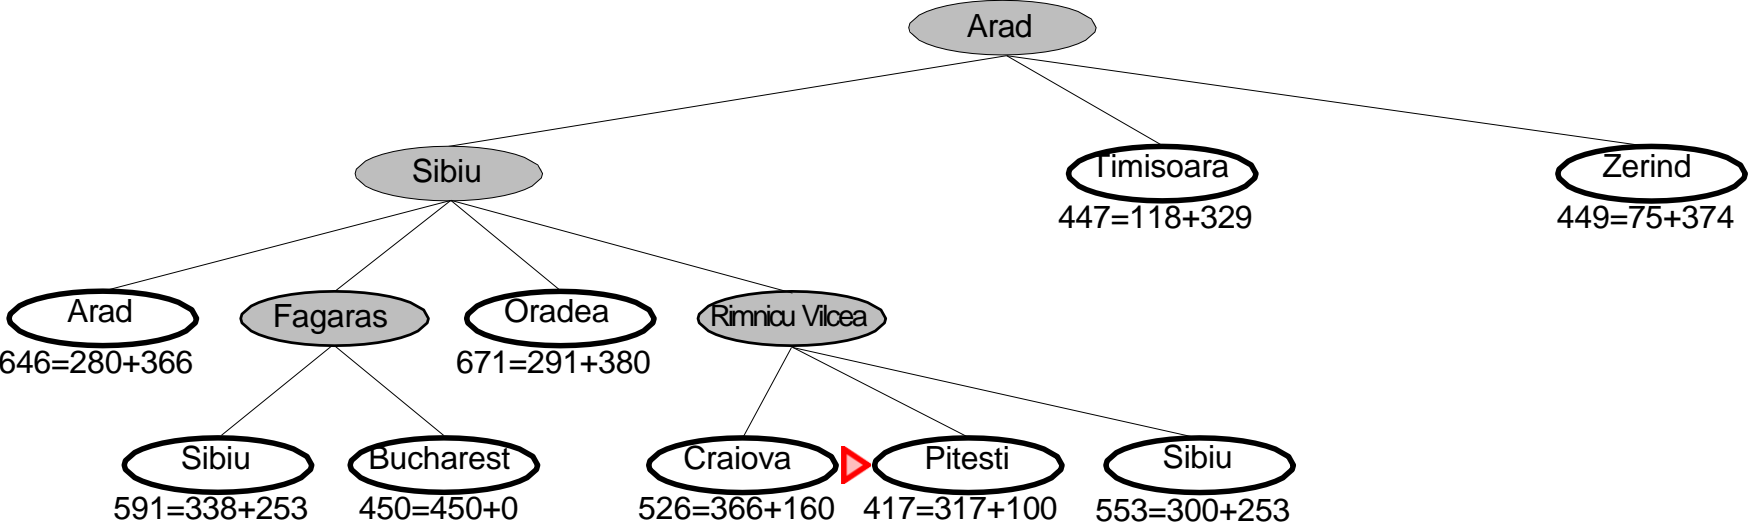 Arad
Sibiu
Timisoara
447=118+329
Zerind
449=75+374
Arad
646=280+366
Fagaras
Oradea
671=291+380
Rimnicu Vilcea
Sibiu
591=338+253
Bucharest
450=450+0
Craiova
526=366+160
Pitesti
417=317+100
Sibiu
553=300+253